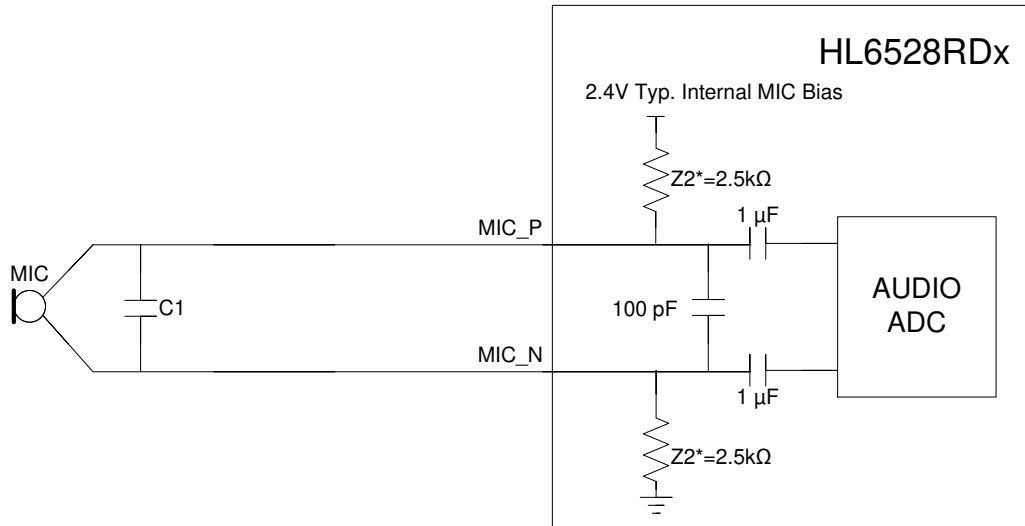 HL6528RDx
2.4V Typ. Internal MIC Bias
Z2*=2.5kΩ
1 µF
MIC_P
MIC
C1
100 pF
AUDIO
ADC
MIC_N
1 µF
Z2*=2.5kΩ